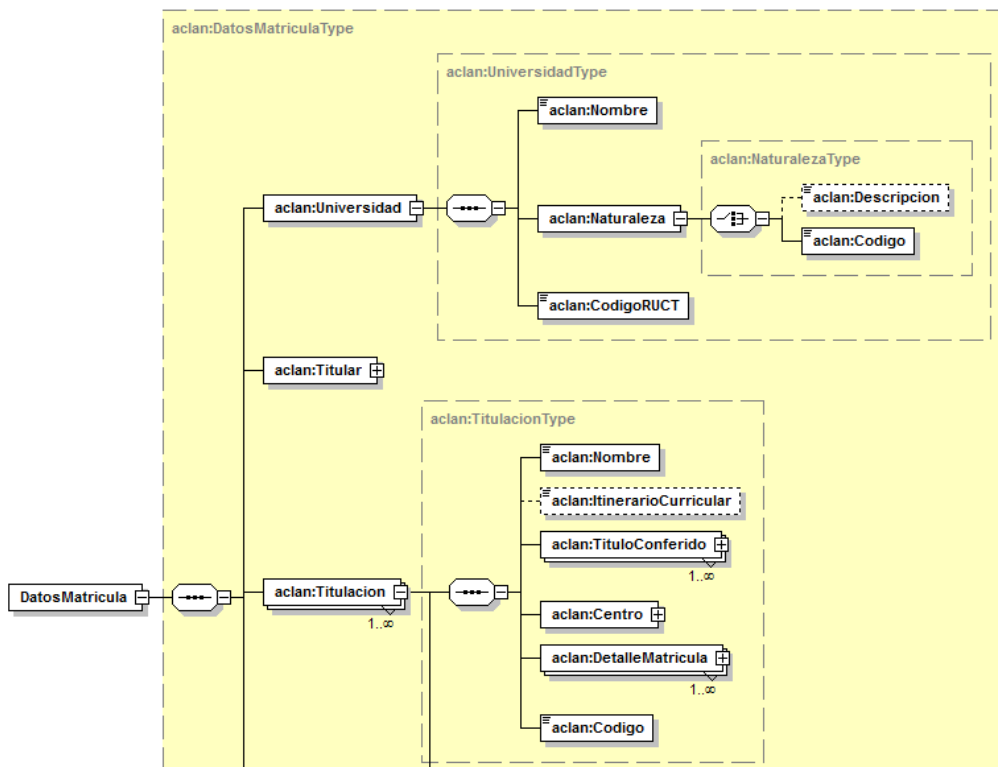 aclan:DatosMatriculaType
aclan:UniversidadType
aclan:Nombre
aclan:NaturalezaType
aclan:Descripcion
aclan:Universidad
aclan:Naturaleza
aclan:Codigo
aclan:CodigoRUCT
aclan:Titular
aclan:TitulacionType
aclan:Nombre
aclan:ItinerarioCurricular
aclan:TituloConferido
1..∞
DatosMatricula
aclan:Titulacion
1..∞
aclan:Centro
aclan:DetalleMatricula
1..∞
aclan:Codigo